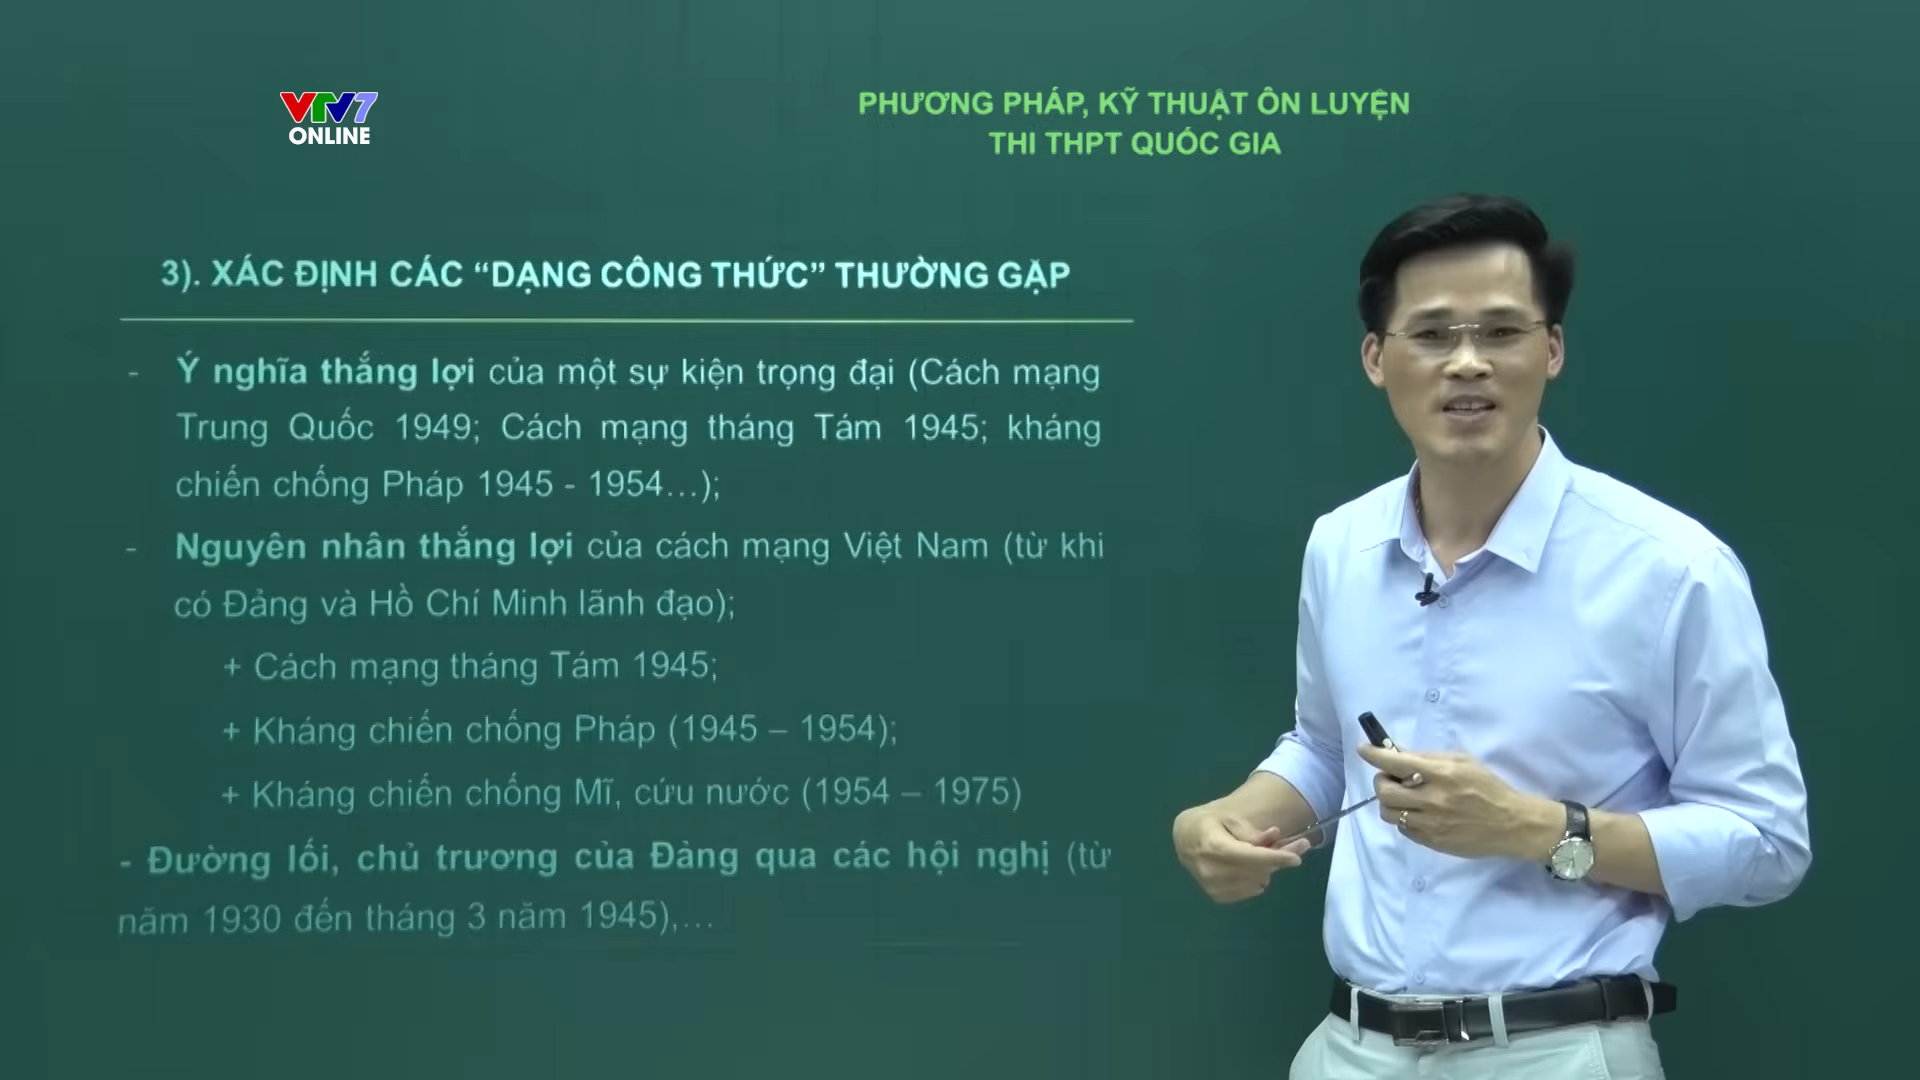 VTV7
ONLINE
PHƯƠNG PHÁP, KỸ THUẬT ÔN LUYỆN
THI THPT QUỐC GIA
3). XÁC ĐỊNH CÁC “DẠNG CÔNG THỨC” THƯỜNG GẶP
- Ý nghĩa thắng lợi của một sự kiện trọng đại (Cách mạng
Trung Quốc 1949; Cách mạng tháng Tám 1945; kháng
chiến chống Pháp 1945 - 1954…);
- Nguyên nhân thắng lợi của cách mạng Việt Nam (từ khi
có Đảng và Hồ Chí Minh lãnh đạo);
+ Cách mạng tháng Tám 1945;
+ Kháng chiến chống Pháp (1945 – 1954);
+ Kháng chiến chống Mĩ, cứu nước (1954 – 1975)
- Đường lối, chủ trương của Đảng qua các hội nghị (từ
năm 1930 đến tháng 3 năm 1945),…